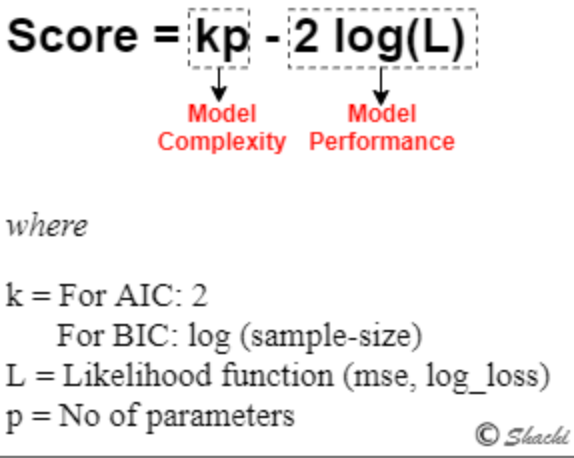 Score = kp - 2 log(L)
Model Complexity
Model Performance
where
k = For AIC: 2
For BIC: log (sample-size)
L = Likelihood function (mse, log_loss)
p = No of parameters
© Shachi